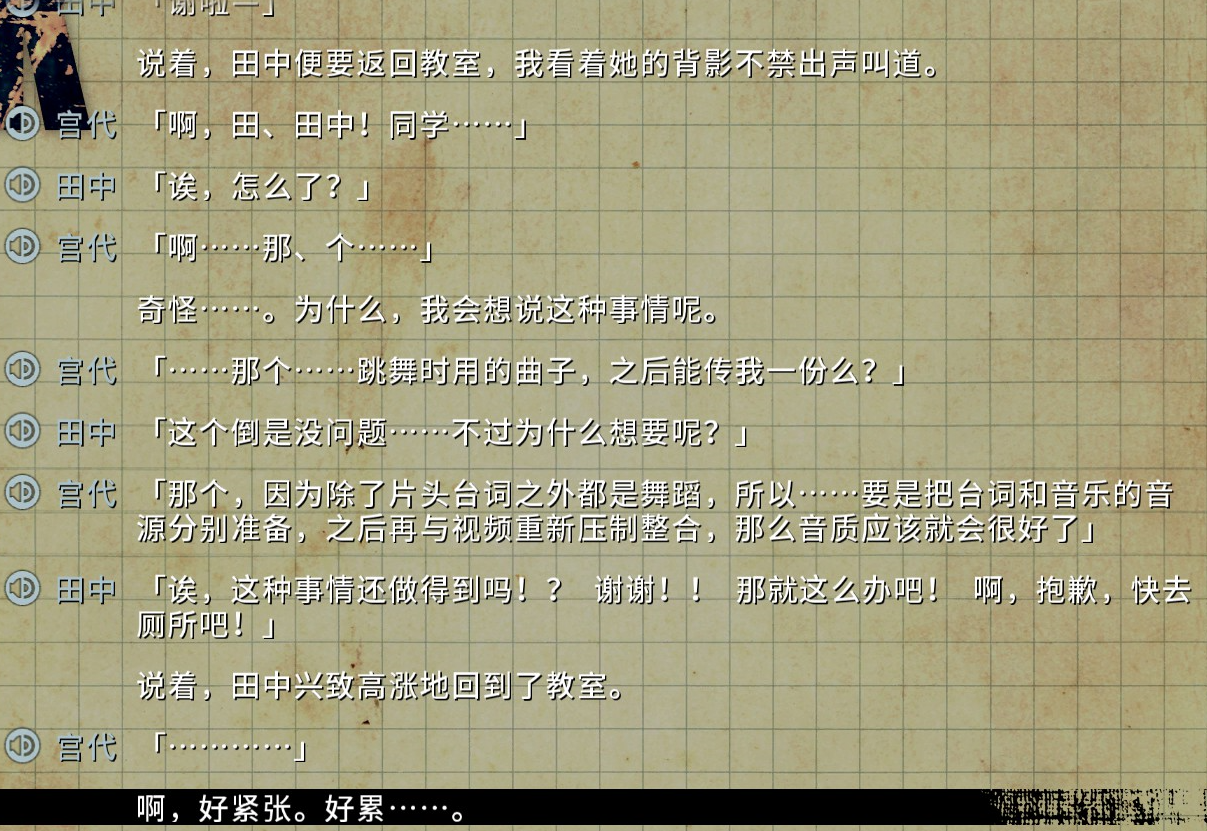 田中 「谢啦—」
说着，田中便要返回教室，我看着她的背影不禁出声叫道。
宫代 「啊，田、田中！同学……」
田中 「诶，怎么了？」
宫代 「啊……那、个……」
奇怪……。为什么，我会想说这种事情呢。
宫代 「……那个……跳舞时用的曲子，之后能传我一份么？」
田中 「这个倒是没问题……不过为什么想要呢？」
宫代 「那个，因为除了片头台词之外都是舞蹈，所以……要是把台词和音乐的音
源分别准备，之后再与视频重新压制整合，那么音质应该就会很好了」
田中 「诶，这种事情还做得到吗！？ 谢谢！！ 那就这么办吧！ 啊，抱歉，快去
厕所吧！」
说着，田中兴致高涨地回到了教室。
宫代 「…………」
啊，好紧张。好累……。